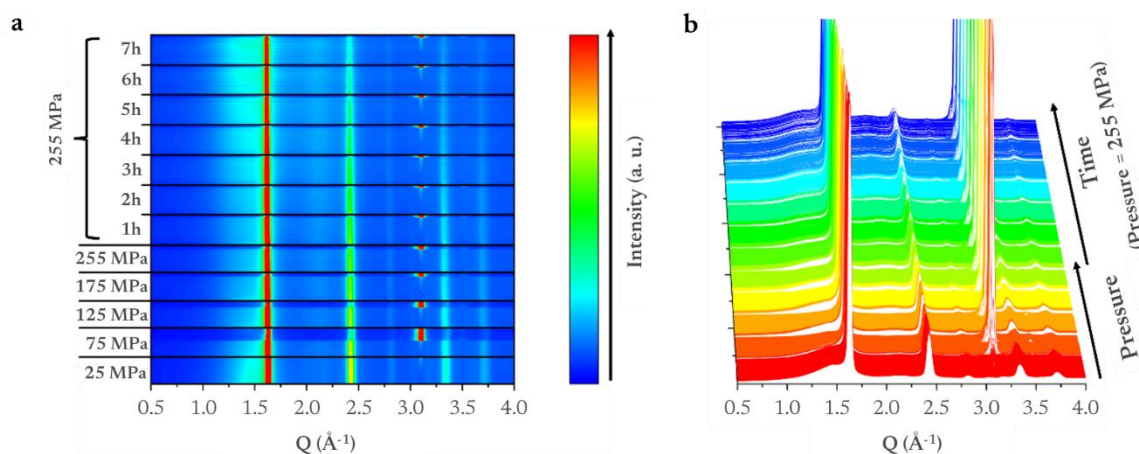 a
7h
6h
5h
4h
3h
2h
1h
255 MPa
255 MPa
175 MPa
125 MPa
75 MPa
25 MPa
0.5 1.0 1.5 2.0 2.5 3.0 3.5 4.0
Q (Å-1)
Intensity (a. u.)
b
0.5 1.0 1.5 2.0 2.5 3.0 3.5 4.0
Q (Å-1)
Pressure
Time
(Pressure = 255 MPa)